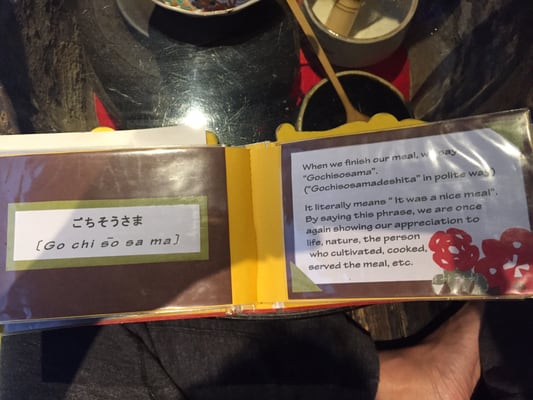 ごちそうさま
[Go chi sō sa ma]
When we finish our meal, we say
"Gochisosama".
("Gochisosamadeshita" in polite way)
It literally means " It was a nice meal".
By saying this phrase, we are once
again showing our appreciation to
life, nature, the person
who cultivated, cooked,
served the meal, etc.